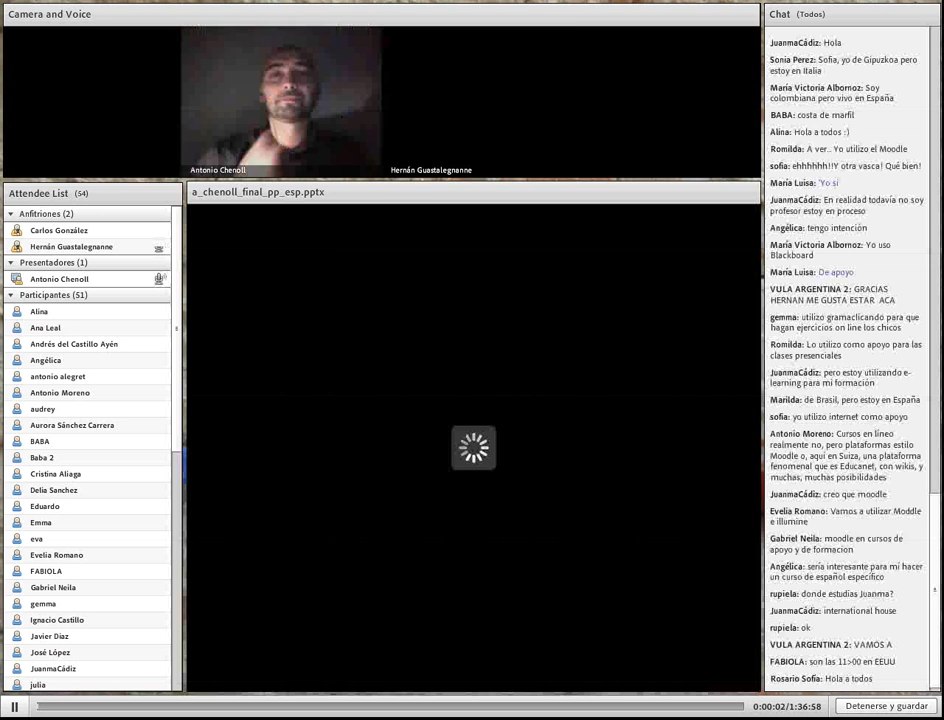 Camera and Voice
Antonio Chenoll
Hernán Guastalegnanne
Attendee List (54)
Anfitriones (2)
Carlos González
Hernán Guastalegnanne
Presentadores (1)
Antonio Chenoll
Participantes (51)
Alina
Ana Leal
Andrés del Castillo Ayén
Angélica
antonio alegret
Antonio Moreno
audrey
Aurora Sánchez Carrera
BABA
Baba 2
Cristina Aliaga
Delia Sanchez
Eduardo
Emma
eva
Evelia Romano
FABIOLA
Gabriel Neila
gemma
Ignacio Castillo
Javier Diaz
José López
JuanmaCádiz
julia
a_chenoll_final_pp_esp.pptx
Chat (Todos)
JuanmaCádiz: Hola
Sonia Perez: Sofia, yo de Gipuzkoa pero
estoy en Italia
María Victoria Albornoz: Soy
colombiana pero vivo en España
BABA: costa de marfil
Alina: Hola a todos :)
Romilda: A ver.. Yo utilizo el Moodle
sofia: ehhhhhh!!Y otra vasca! Qué bien!
María Luisa: 'Yo sí
JuanmaCádiz: En realidad todavía no soy
profesor estoy en proceso
Angélica: tengo intención
María Victoria Albornoz: Yo uso
Blackboard
María Luisa: De apoyo
VULA ARGENTINA 2: GRACIAS
HERNAN ME GUSTA ESTAR ACA
gemma: utilizo gramaclicando para que
hagan ejercicios on line los chicos
Romilda: Lo utilizo como apoyo para las
clases presenciales
JuanmaCádiz: pero estoy utilizando e-
learning para mi formación
Marilda: de Brasil, pero estoy en España
sofia: yo utilizo internet como apoyo
Antonio Moreno: Cursos en líneo
realmente no, pero plataformas estilo
Moodle o, aquí en Suiza, una plataforma
fenomenal que es Educanet, con wikis, y
muchas, muchas posibilidades
JuanmaCádiz: creo que moodle
Evelia Romano: Vamos a utilizar Moddle
e illumine
Gabriel Neila: moodle en cursos de
apoyo y de formacion
Angélica: sería interesante para mí hacer
un curso de español específico
rupiela: donde estudias Juanma?
JuanmaCádiz: international house
rupiela: ok
VULA ARGENTINA 2: VAMOS A
FABIOLA: son las 11>00 en EEUU
Rosario Sofía: Hola a todos
0:00:02/1:36:58
Detenerse y guardar